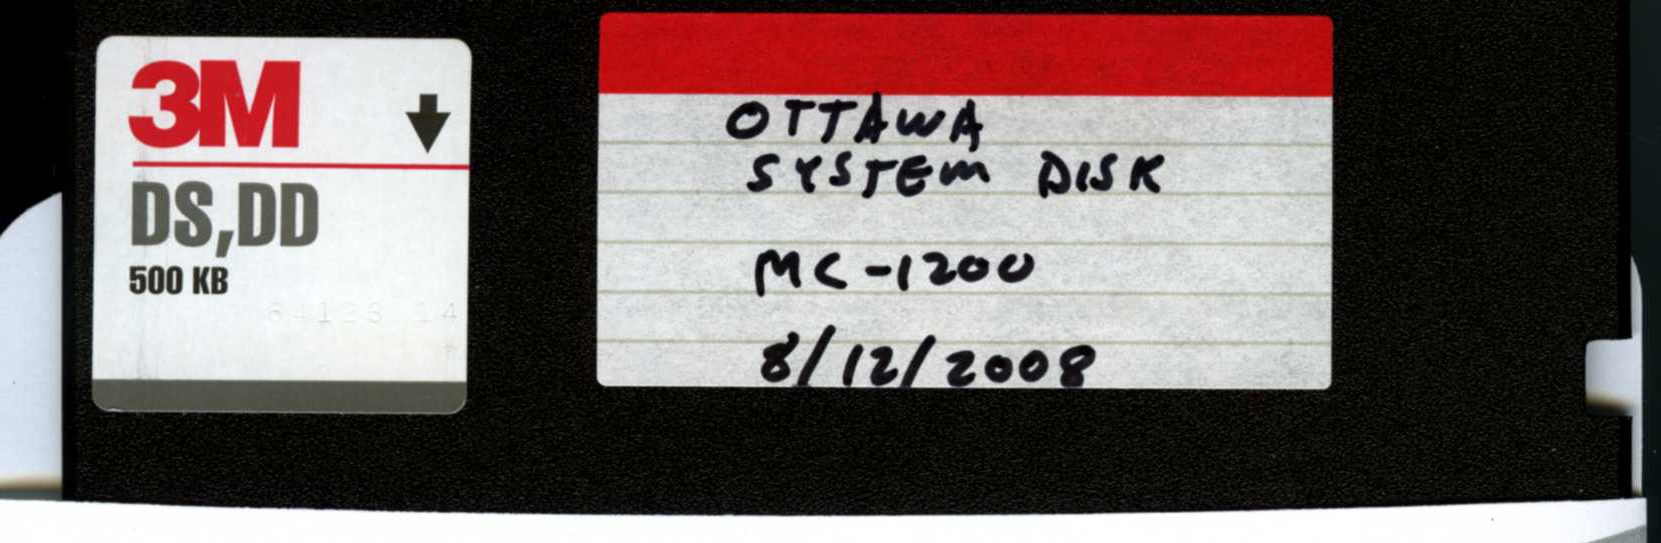 3M
DS,DD
500 KB
OTTAWA
SYSTEM DISK
MC-1200
8/12/2008